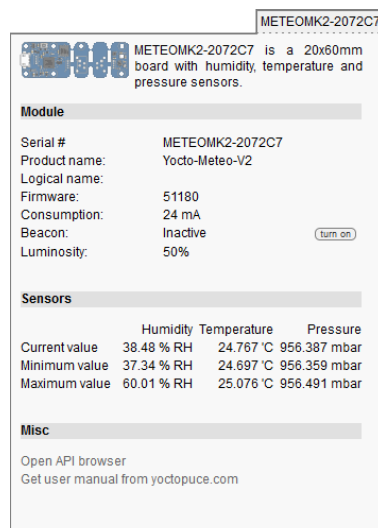 METEOMK2-2072C7
METEOMK2-2072C7 is a 20x60mm
board with humidity, temperature and
pressure sensors.
Module
Serial # METEOMK2-2072C7
Product name: Yocto-Meteo-V2
Logical name:
Firmware: 51180
Consumption: 24 mA
Beacon: Inactive turn on
Luminosity: 50%
Sensors
Humidity Temperature Pressure
Current value 38.48 % RH 24.767 'C 956.387 mbar
Minimum value 37.34 % RH 24.697 'C 956.359 mbar
Maximum value 60.01 % RH 25.076 'C 956.491 mbar
Misc
Open API browser
Get user manual from yoctopuce.com